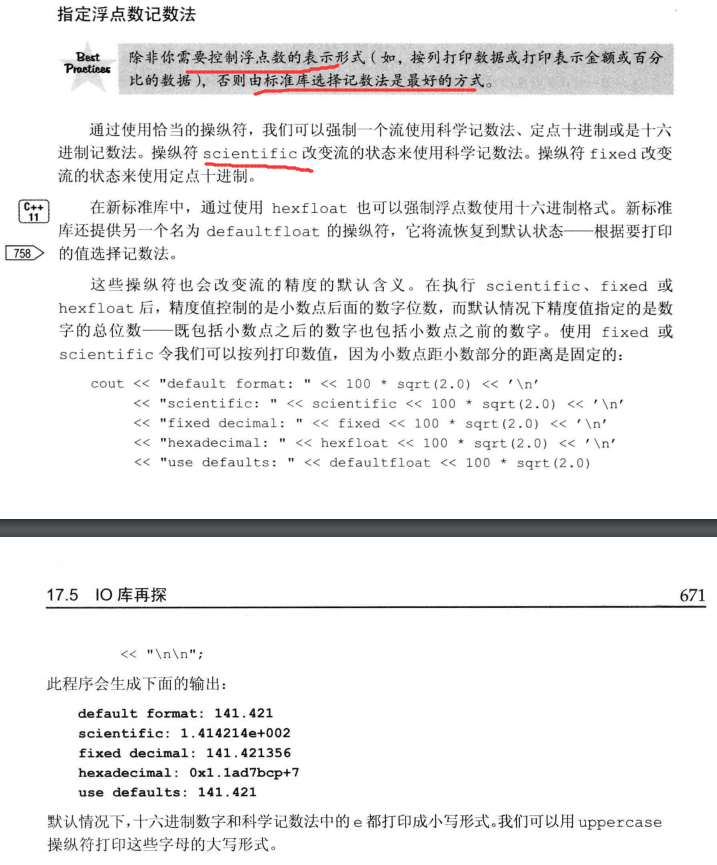 指定浮点数记数法
Best Practices
除非你需要控制浮点数的表示形式（如，按列打印数据或打印表示金额或百分
比的数据），否则由标准库选择记数法是最好的方式。
通过使用恰当的操纵符，我们可以强制一个流使用科学记数法、定点十进制或是十六
进制记数法。操纵符 scientific 改变流的状态来使用科学记数法。操纵符 fixed 改变
流的状态来使用定点十进制。
C++ 11
在新标准库中，通过使用 hexfloat 也可以强制浮点数使用十六进制格式。新标准
库还提供另一个名为 defaultfloat 的操纵符，它将流恢复到默认状态——根据要打印
758
的值选择记数法。
这些操纵符也会改变流的精度的默认含义。在执行 scientific、fixed 或
hexfloat 后，精度值控制的是小数点后面的数字位数，而默认情况下精度值指定的是数
字的总位数——既包括小数点之后的数字也包括小数点之前的数字。使用 fixed 或
scientific 令我们可以按列打印数值，因为小数点距小数部分的距离是固定的：
cout << "default format: " << 100 * sqrt(2.0) << '\n'
<< "scientific: " << scientific << 100 * sqrt(2.0) << '\n'
<< "fixed decimal: " << fixed << 100 * sqrt(2.0) << '\n'
<< "hexadecimal: " << hexfloat << 100 * sqrt(2.0) << '\n'
<< "use defaults: " << defaultfloat << 100 * sqrt(2.0)
17.5 IO 库再探 671
<< "\n\n";
此程序会生成下面的输出：
default format: 141.421
scientific: 1.414214e+002
fixed decimal: 141.421356
hexadecimal: 0x1.1ad7bcp+7
use defaults: 141.421
默认情况下，十六进制数字和科学记数法中的 e 都打印成小写形式。我们可以用 uppercase
操纵符打印这些字母的大写形式。